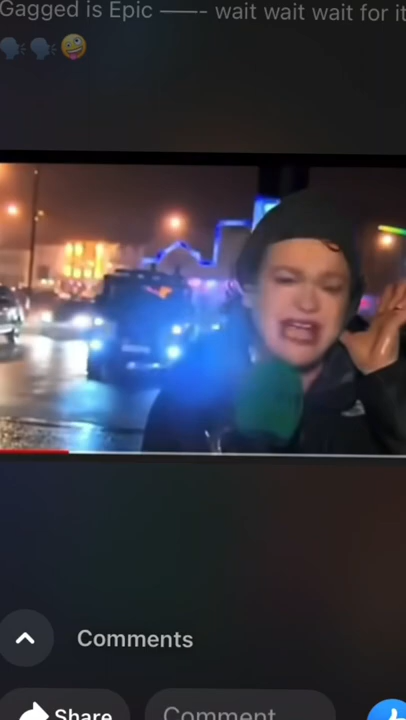 Gagged is Epic ——- wait wait wait for it
Comments
Share
Comment